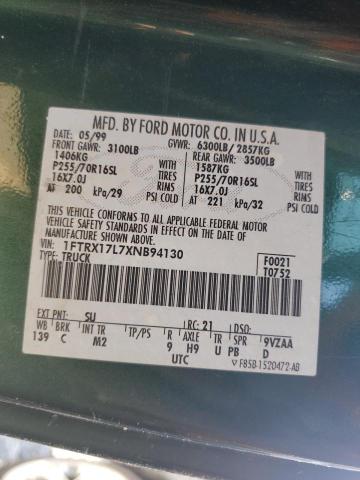 MFD. BY FORD MOTOR CO. IN U.S.A.
DATE: 05/99 GVWR: 6300LB / 2857KG
FRONT GAWR: 3100LB REAR GAWR: 3500LB
1406KG WITH 1587KG WITH
P255/70R16SL TIRES P255/70R16SL TIRES
16X7.0J RIMS 16X7.0J RIMS
AT 200 kPa/29 PSI COLD AT 221 kPa/32 PSI COLD
THIS VEHICLE CONFORMS TO ALL APPLICABLE FEDERAL MOTOR
VEHICLE SAFETY STANDARDS IN EFFECT ON THE DATE OF
MANUFACTURE SHOWN ABOVE.
VIN: 1FTRX17L7XNB94130 F0021
TYPE: TRUCK T0752
EXT PNT: SU RC: 21 DSO:
WB BRK INT TR TP/PS R AXLE TR SPR 9VZAA
139 C M2 9 H9 U PB D
UTC ▽ F85B-1520472-AB